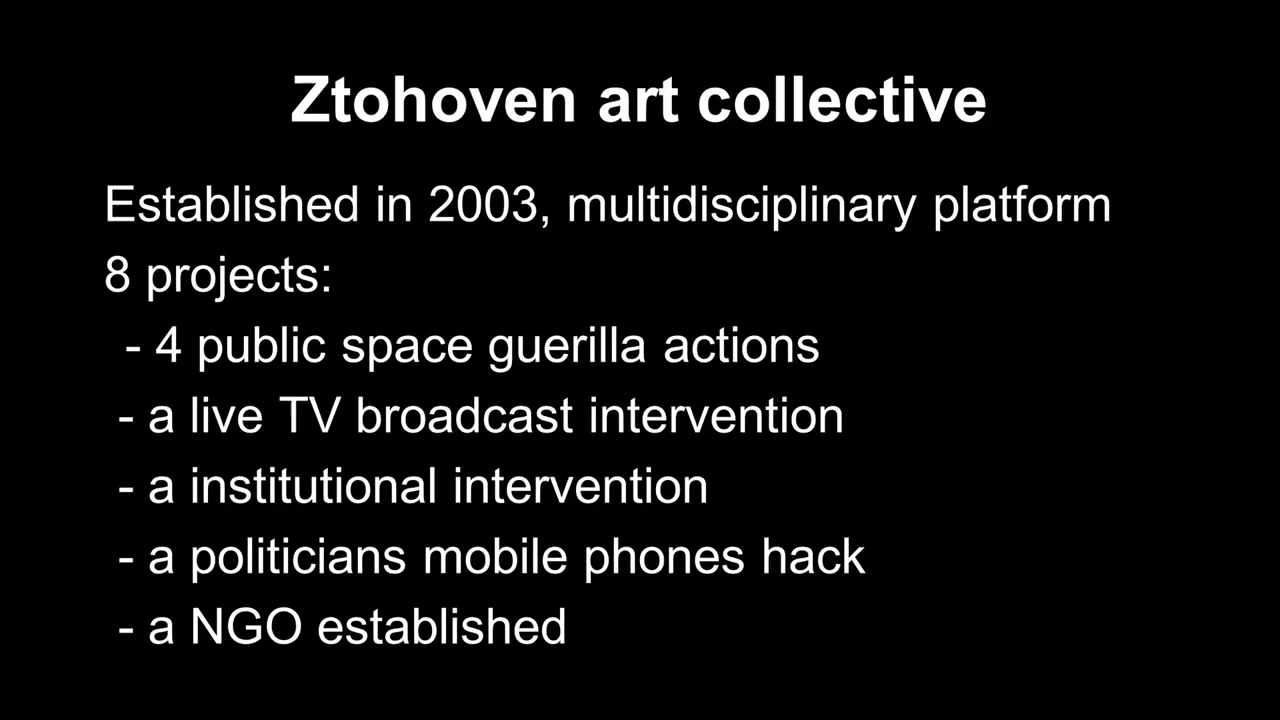 Ztohoven art collective
Established in 2003, multidisciplinary platform
8 projects:
- 4 public space guerilla actions
- a live TV broadcast intervention
- a institutional intervention
- a politicians mobile phones hack
- a NGO established